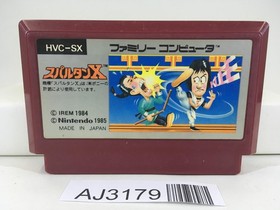 HVC-SX
ファミリー コンピュータ
スパルタンX
© IREM 1984
© Nintendo 1985
MADE IN JAPAN
AJ3179